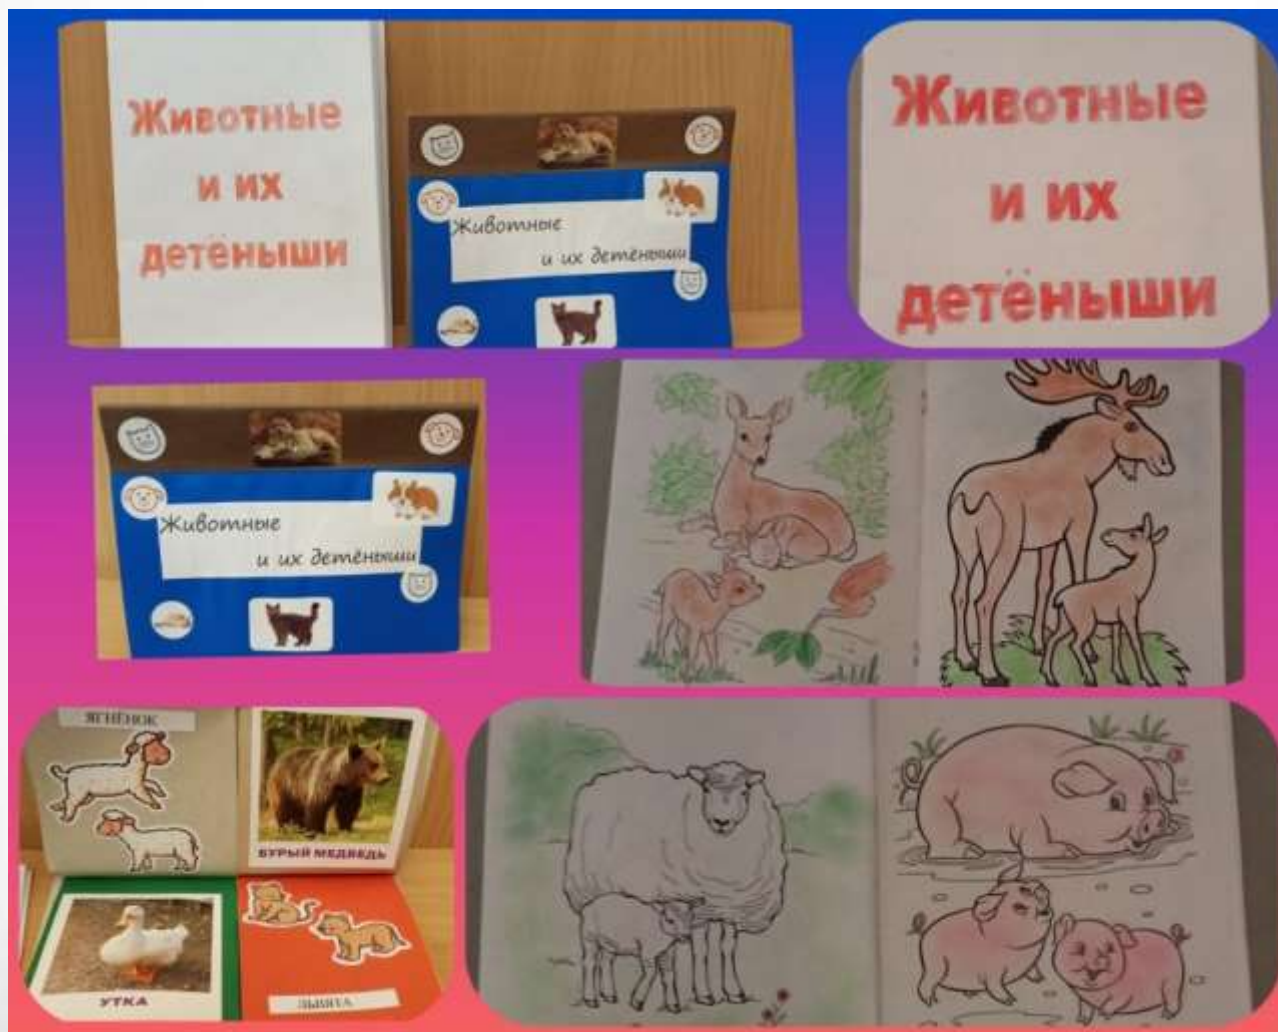 Животные
и их
детёныши
Животные
и их детёныши
Животные
и их
детёныши
Животные
и их детёныши
ЯГНЁНОК
БУРЫЙ МЕДВЕДЬ
УТКА
ЛЬВЯТА